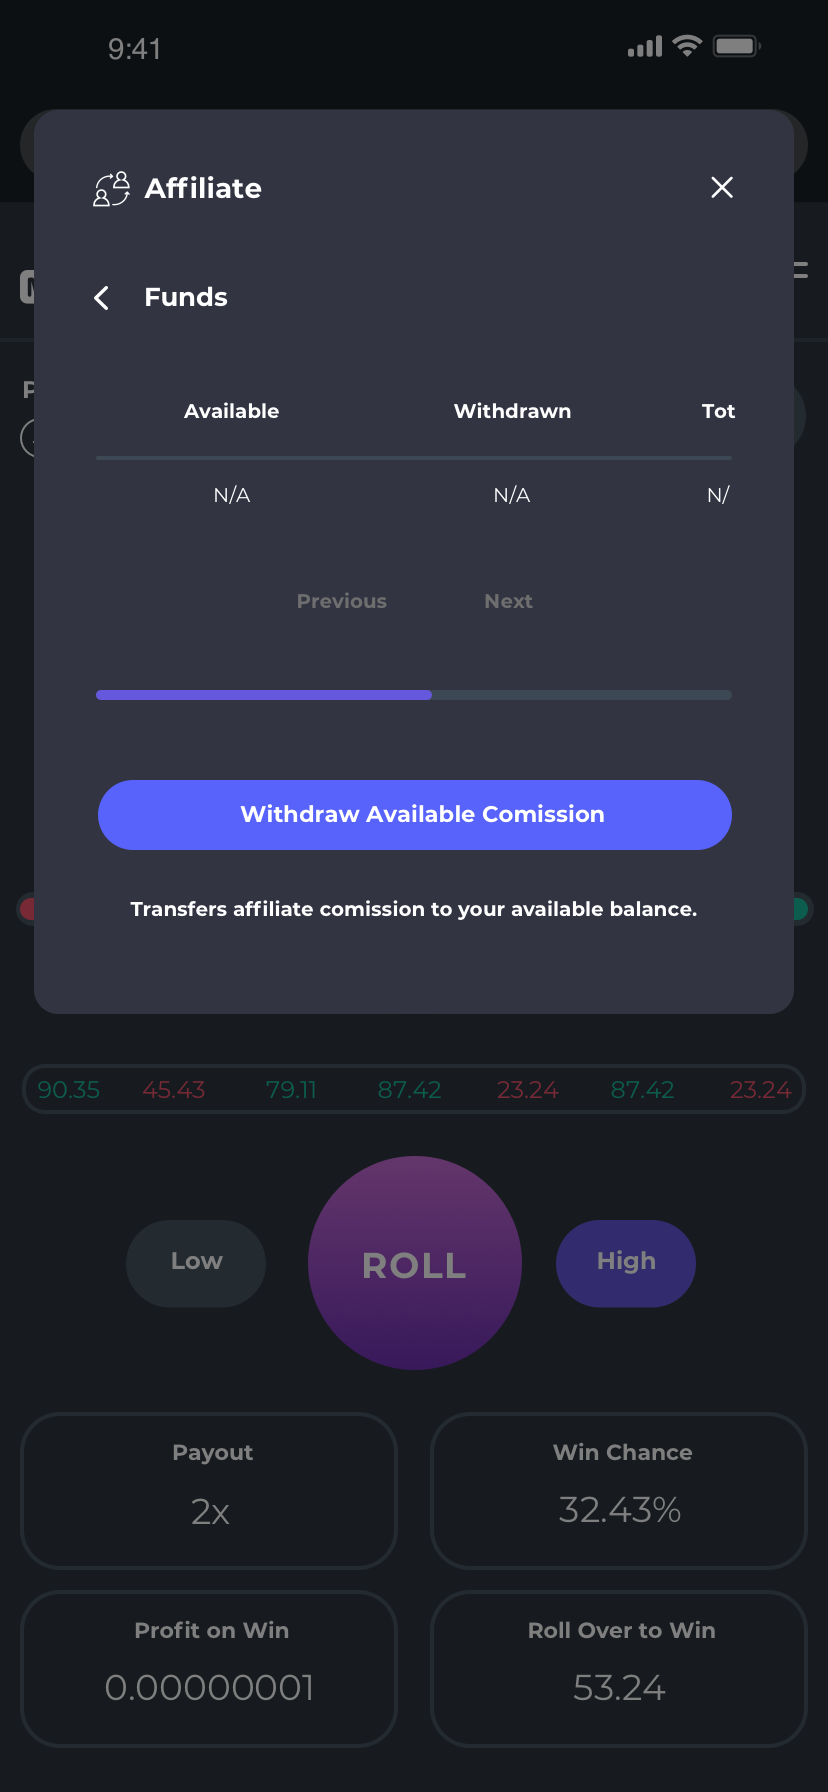 9:41
Affiliate
Funds
Available Withdrawn Tot
N/A N/A N/
Previous Next
Withdraw Available Comission
Transfers affiliate comission to your available balance.
90.35 45.43 79.11 87.42 23.24 87.42 23.24
Low ROLL High
Payout Win Chance
2x 32.43%
Profit on Win Roll Over to Win
0.00000001 53.24